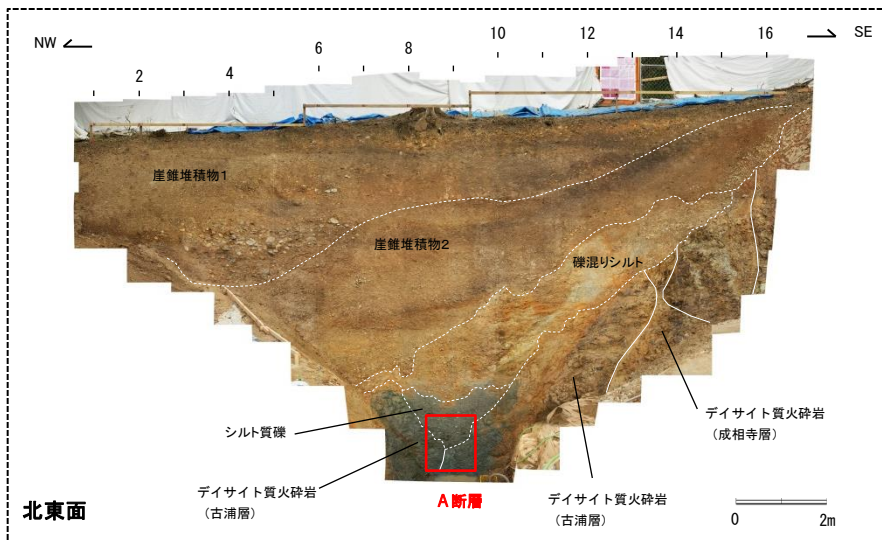 NW
2
4
6
8
10
12
14
16
SE
崖錐堆積物1
崖錐堆積物2
礫混りシルト
デイサイト質火砕岩
(成相寺層)
シルト質礫
デイサイト質火砕岩
(古浦層)
A断層
デイサイト質火砕岩
(古浦層)
北東面
0
2m